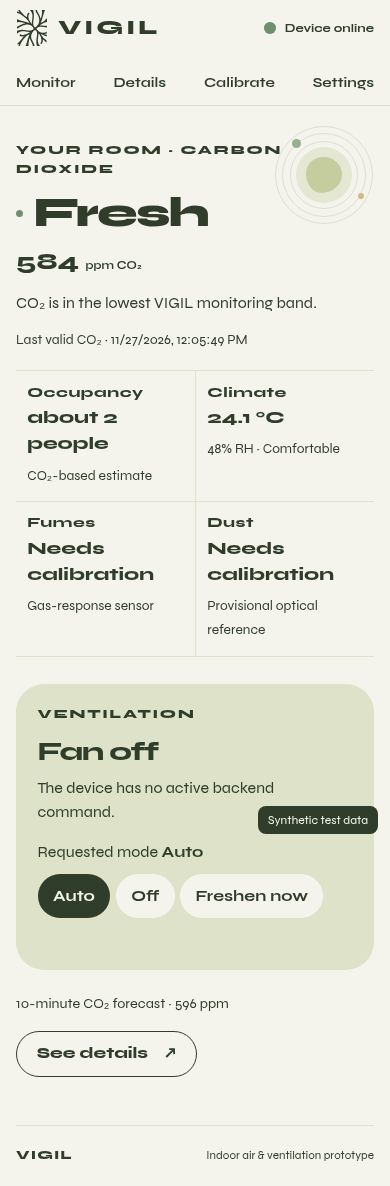 VIGIL
Device online
Monitor Details Calibrate Settings
YOUR ROOM · CARBON
DIOXIDE
Fresh
584 ppm CO₂
CO₂ is in the lowest VIGIL monitoring band.
Last valid CO₂ · 11/27/2026, 12:05:49 PM
Occupancy
about 2
people
CO₂-based estimate
Climate
24.1 °C
48% RH · Comfortable
Fumes
Needs
calibration
Gas-response sensor
Dust
Needs
calibration
Provisional optical
reference
VENTILATION
Fan off
The device has no active backend
command.
Synthetic test data
Requested mode Auto
Auto Off Freshen now
10-minute CO₂ forecast · 596 ppm
See details ↗
VIGIL
Indoor air & ventilation prototype